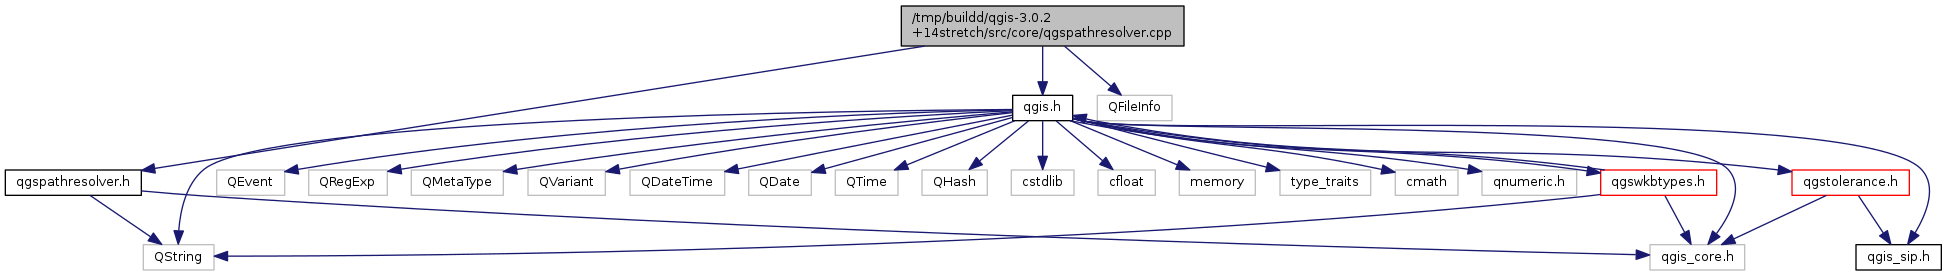 /tmp/buildd/qgis-3.0.2
+14stretch/src/core/qgspathresolver.cpp
qgis.h
QFileInfo
qgspathresolver.h
QEvent
QRegExp
QMetaType
QVariant
QDateTime
QDate
QTime
QHash
cstdlib
cfloat
memory
type_traits
cmath
qnumeric.h
qgswkbtypes.h
qgstolerance.h
QString
qgis_core.h
qgis_sip.h